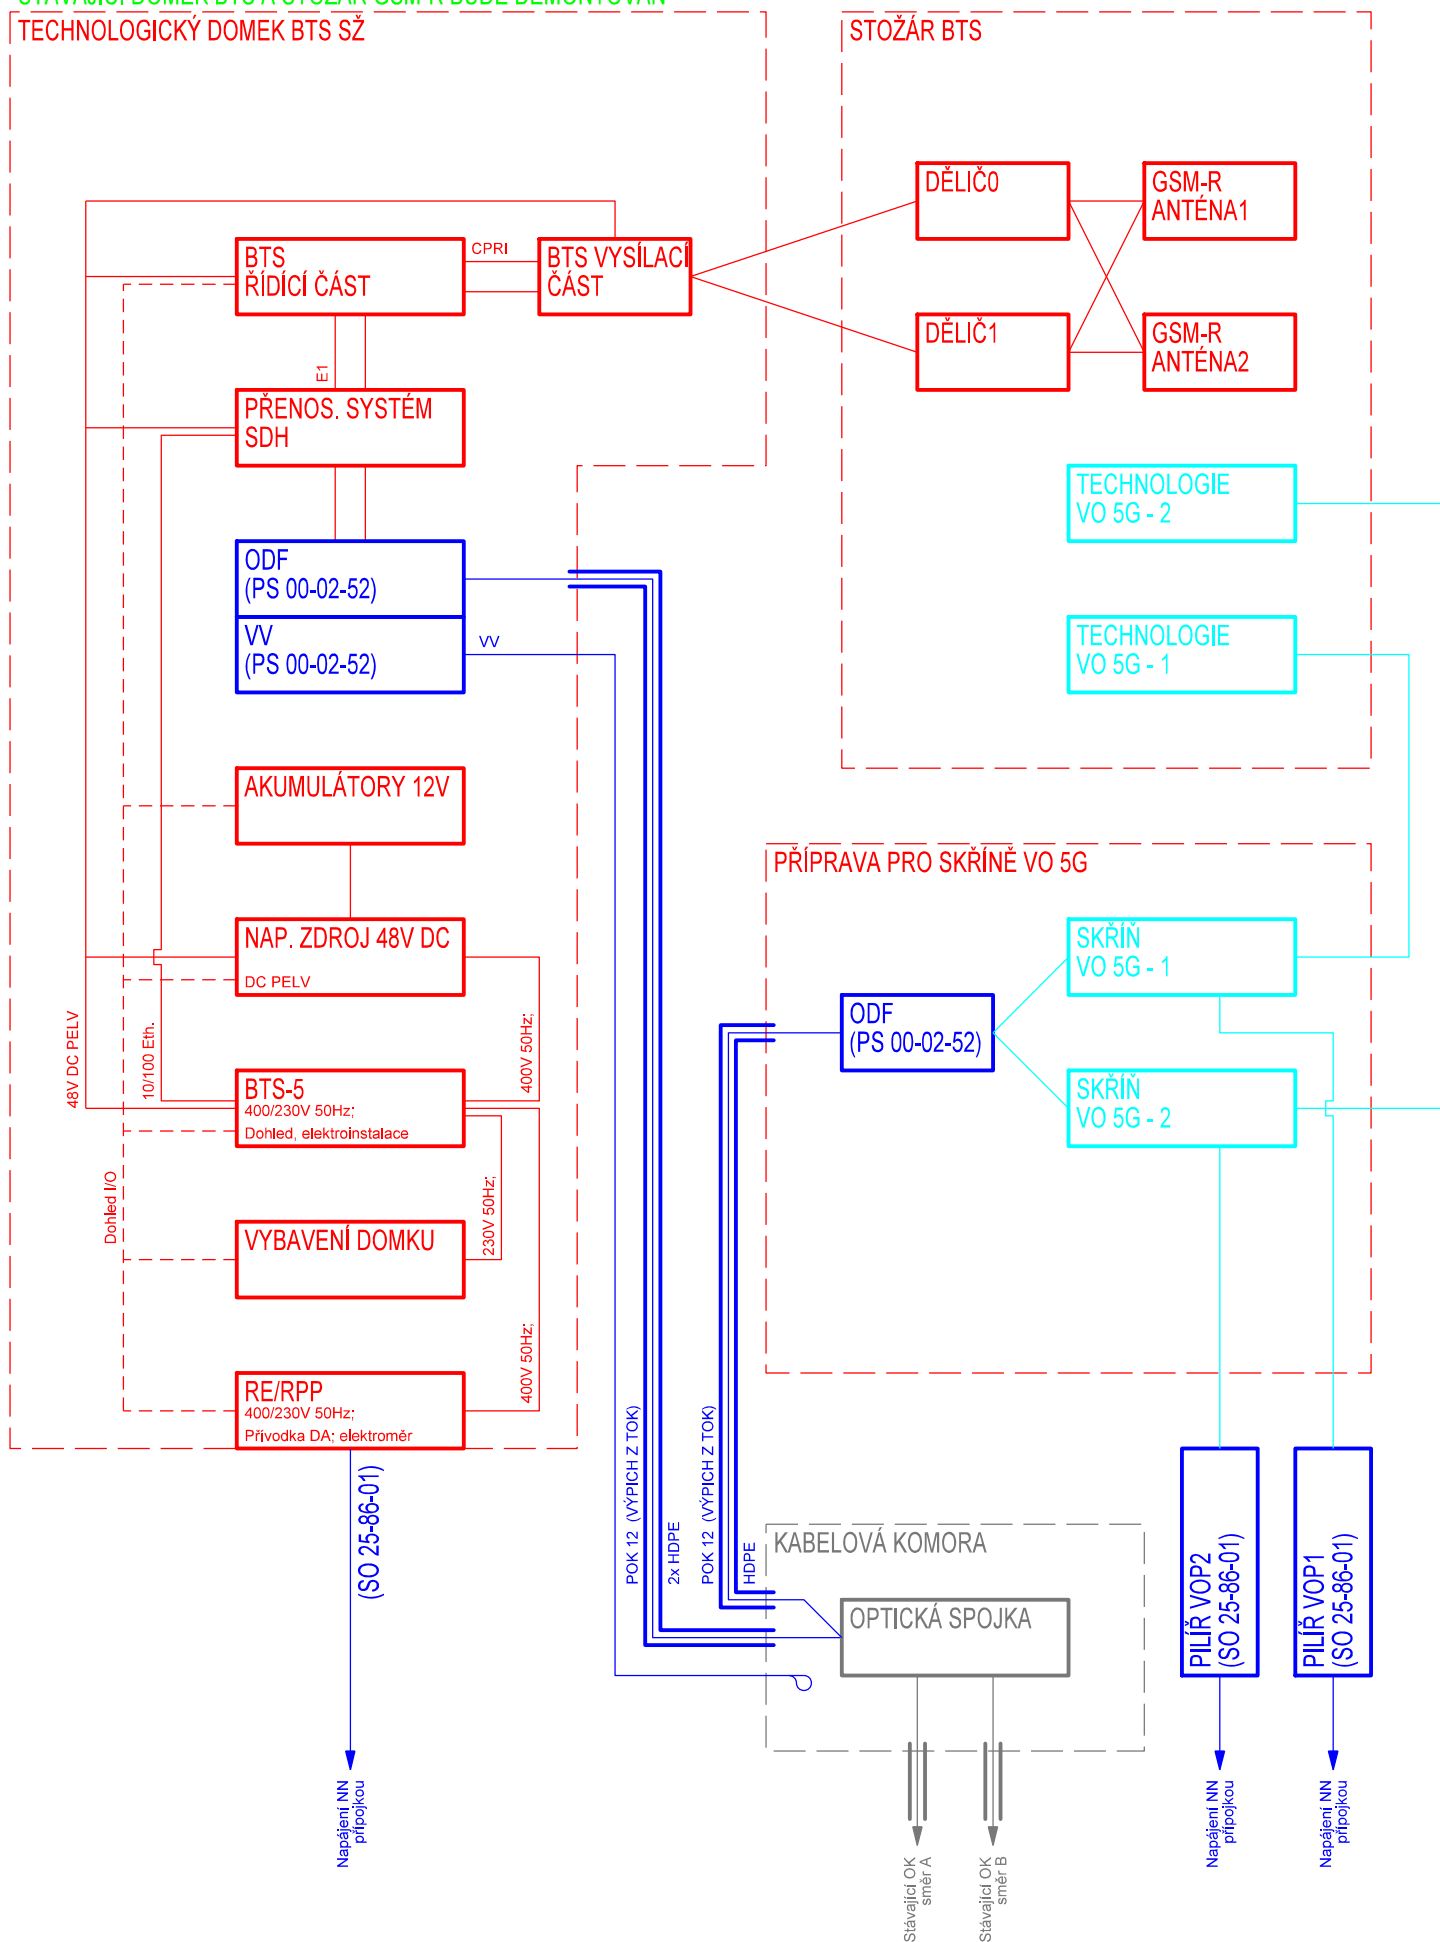 STÁVAJÍCÍ DOMEK BTS A STOŽÁR GSM-R BUDE DEMONTOVÁN
TECHNOLOGICKÝ DOMEK BTS SŽ
STOŽÁR BTS
DĚLIČ0
GSM-R
ANTÉNA1
BTS
ŘÍDÍCÍ ČÁST
CPRI
BTS VYSÍLACÍ
ČÁST
DĚLIČ1
GSM-R
ANTÉNA2
E1
PŘENOS. SYSTÉM
SDH
TECHNOLOGIE
VO 5G - 2
ODF
(PS 00-02-52)
VV
(PS 00-02-52)
VV
TECHNOLOGIE
VO 5G - 1
AKUMULÁTORY 12V
PŘÍPRAVA PRO SKŘÍNĚ VO 5G
NAP. ZDROJ 48V DC
DC PELV
SKŘÍŇ
VO 5G - 1
ODF
(PS 00-02-52)
48V DC PELV
10/100 Eth.
400V 50Hz;
BTS-5
400/230V 50Hz;
Dohled, elektroinstalace
SKŘÍŇ
VO 5G - 2
Dohled I/O
230V 50Hz;
VYBAVENÍ DOMKU
400V 50Hz;
RE/RPP
400/230V 50Hz;
Přívodka DA; elektroměr
(SO 25-86-01)
POK 12 (VÝPICH Z TOK)
2x HDPE
POK 12 (VÝPICH Z TOK)
HDPE
KABELOVÁ KOMORA
OPTICKÁ SPOJKA
PILÍŘ VOP2
(SO 25-86-01)
PILÍŘ VOP1
(SO 25-86-01)
Napájení NN
přípojkou
Stávající OK
směr A
Stávající OK
směr B
Napájení NN
přípojkou
Napájení NN
přípojkou